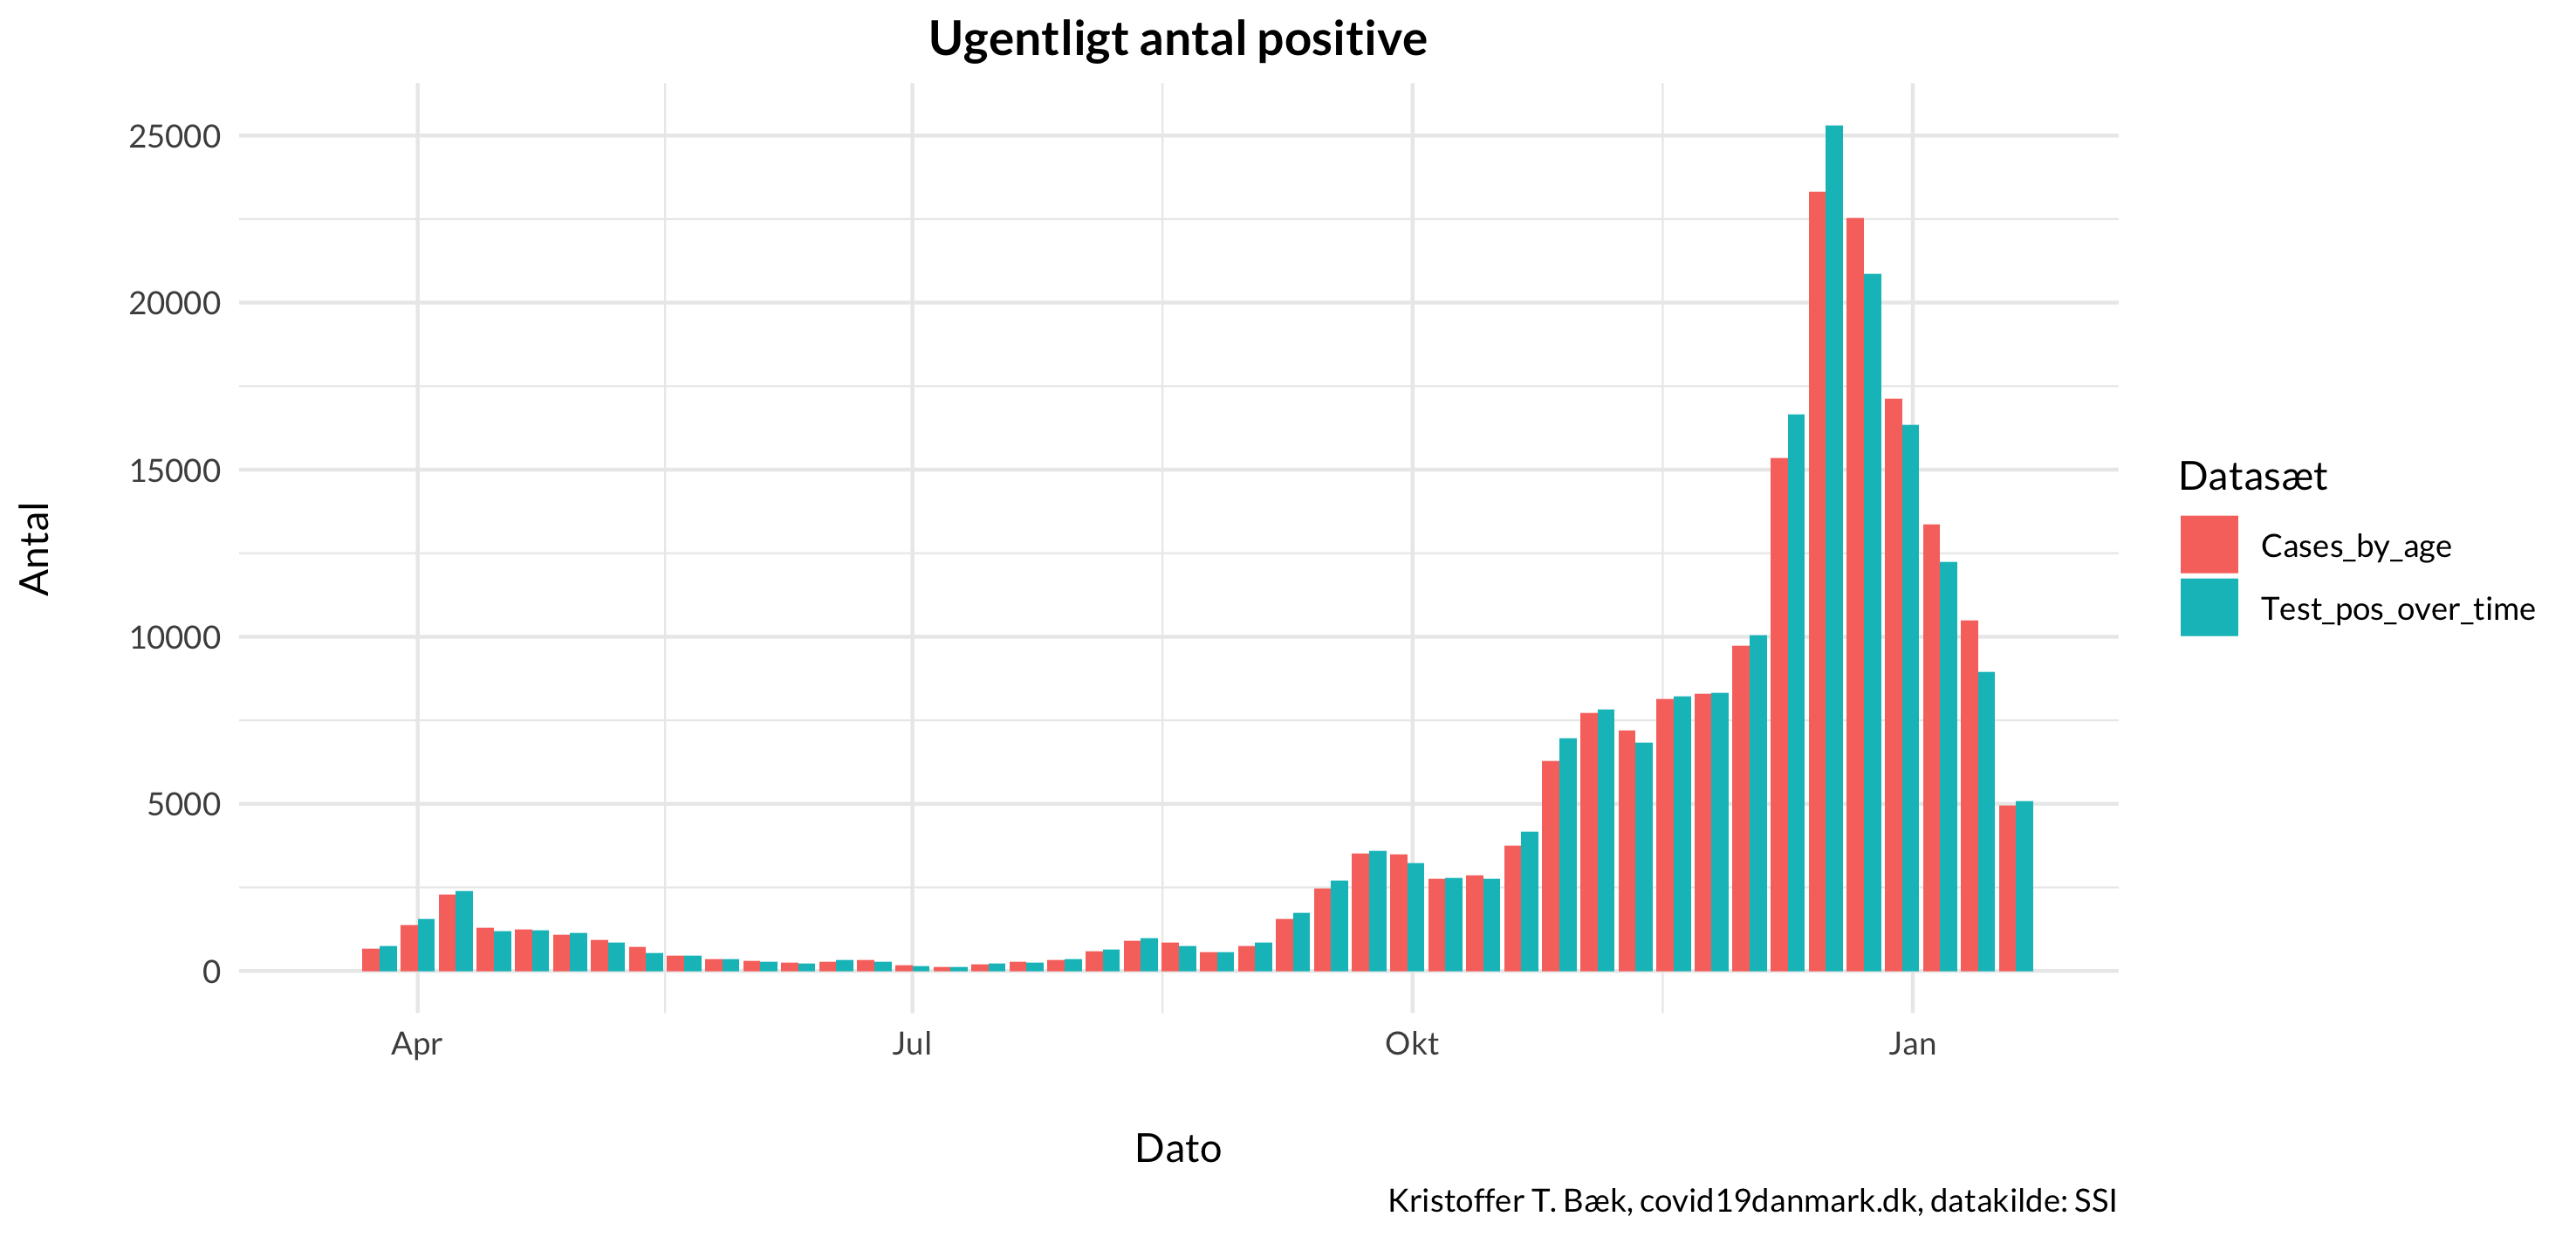 Ugentligt antal positive
25000
20000
15000
10000
5000
0
Antal
Apr Jul Okt Jan
Dato
Datasæt
Cases_by_age
Test_pos_over_time
Kristoffer T. Bæk, covid19danmark.dk, datakilde: SSI